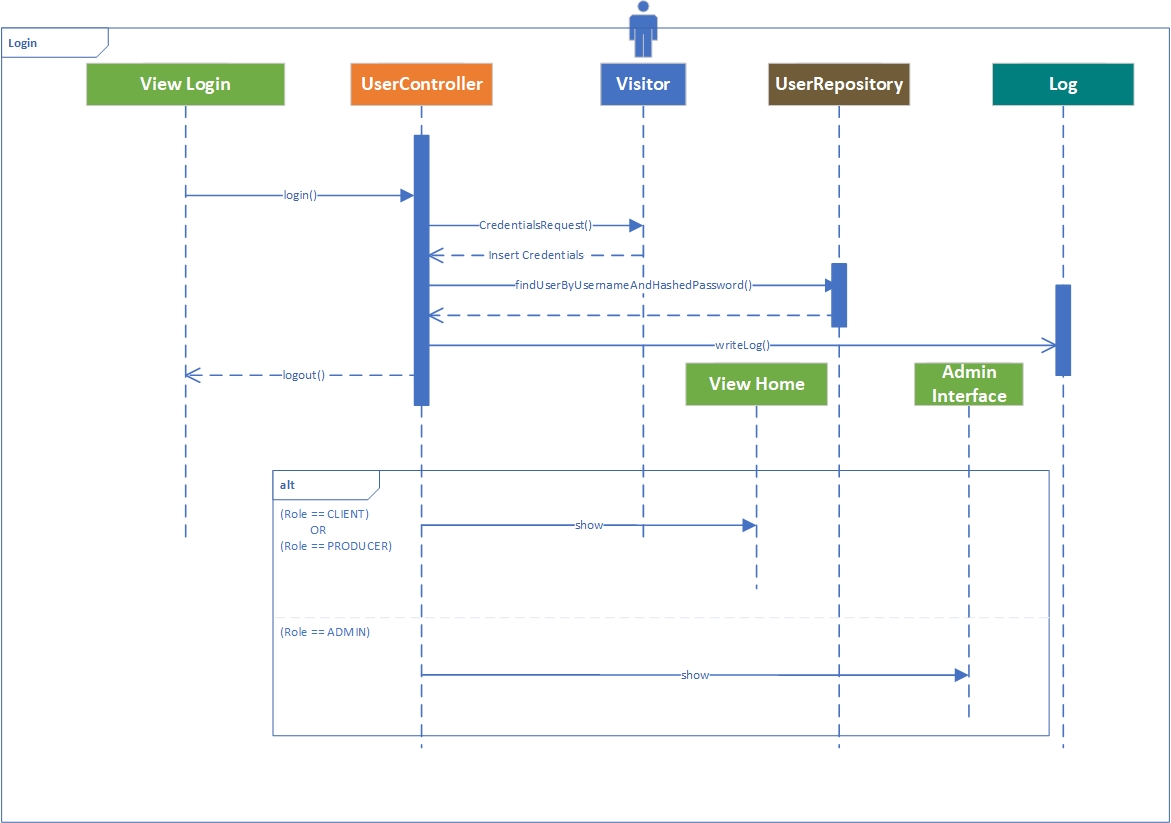 Login
View Login
UserController
Visitor
UserRepository
Log
login()
CredentialsRequest()
Insert Credentials
findUserByUsernameAndHashedPassword()
writeLog()
logout()
View Home
Admin
Interface
alt
(Role == CLIENT)
OR
(Role == PRODUCER)
show
(Role == ADMIN)
show